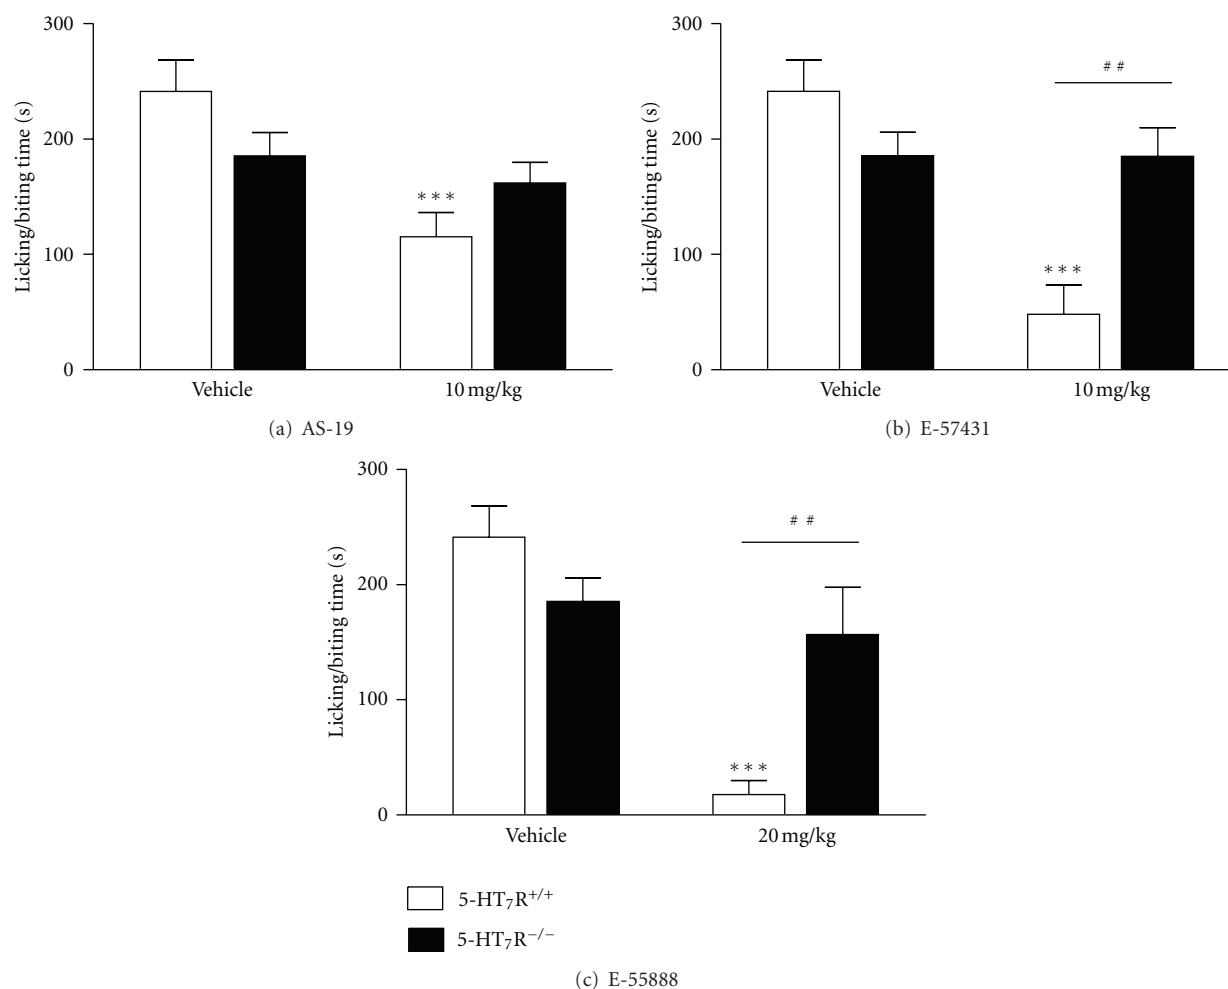 300
200
100
0
Licking/biting time (s)
***
Vehicle
10 mg/kg
(a) AS-19
300
200
100
0
Licking/biting time (s)
##
***
Vehicle
10 mg/kg
(b) E-57431
300
200
100
0
Licking/biting time (s)
# #
***
Vehicle
20 mg/kg
5-HT₇R⁺/⁺
5-HT₇R⁻/⁻
(c) E-55888